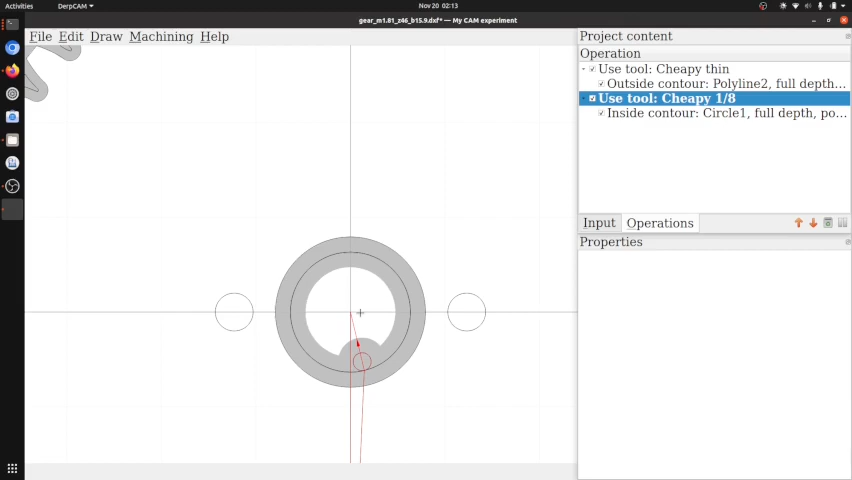 Activities DerpCAM Nov 20 02:13
gear_m1.81_z46_b15.9.dxf* — My CAM experiment
File Edit Draw Machining Help
Project content
Operation
Use tool: Cheapy thin
Outside contour: Polyline2, full depth...
Use tool: Cheapy 1/8
Inside contour: Circle1, full depth, po...
Input Operations
Properties